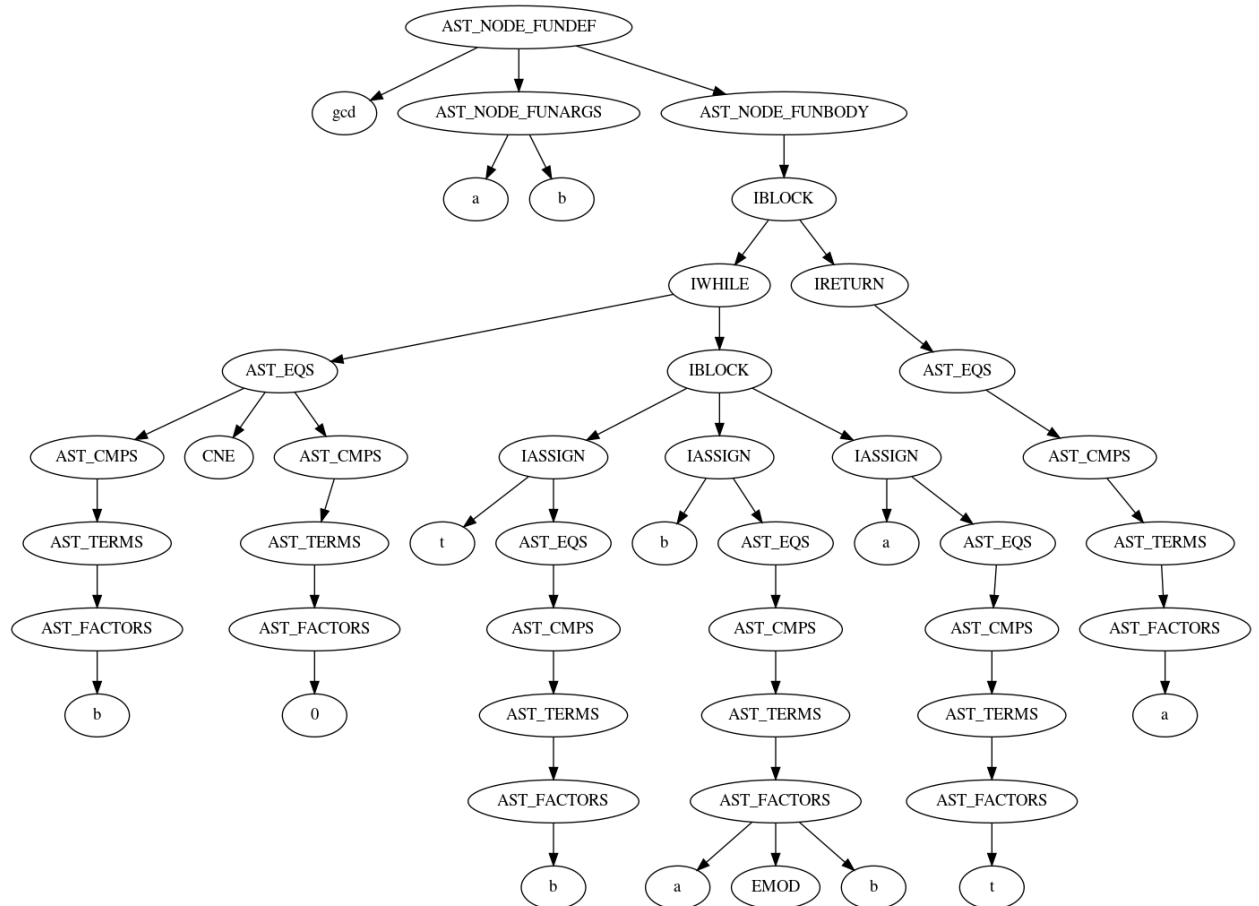 AST_NODE_FUNDEF
gcd AST_NODE_FUNARGS AST_NODE_FUNBODY
a b IBLOCK
IWHILE IRETURN
AST_EQS IBLOCK AST_EQS
AST_CMPS CNE AST_CMPS IASSIGN IASSIGN IASSIGN AST_CMPS
AST_TERMS AST_TERMS t AST_EQS b AST_EQS a AST_EQS AST_TERMS
AST_FACTORS AST_FACTORS AST_CMPS AST_CMPS AST_CMPS AST_FACTORS
b 0 AST_TERMS AST_TERMS AST_TERMS a
AST_FACTORS AST_FACTORS AST_FACTORS
b a EMOD b t